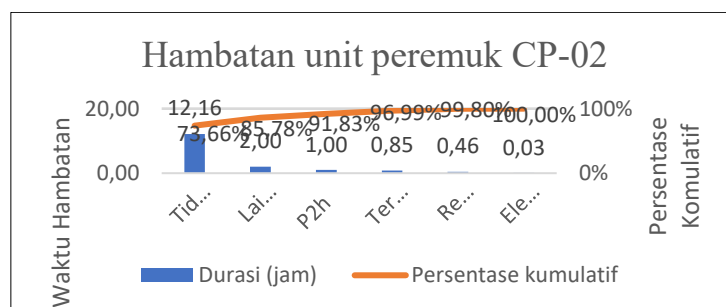 Hambatan unit peremuk CP-02
Waktu Hambatan
20,00
0,00
12,16
2,00
1,00
0,85
0,46
0,03
73,66%
85,78%
91,83%
96,99%
99,80%
100,00%
100%
0%
Persentase
Komulatif
Tid...
Lai...
P2h
Ter...
Re...
Ele...
Durasi (jam)
Persentase kumulatif